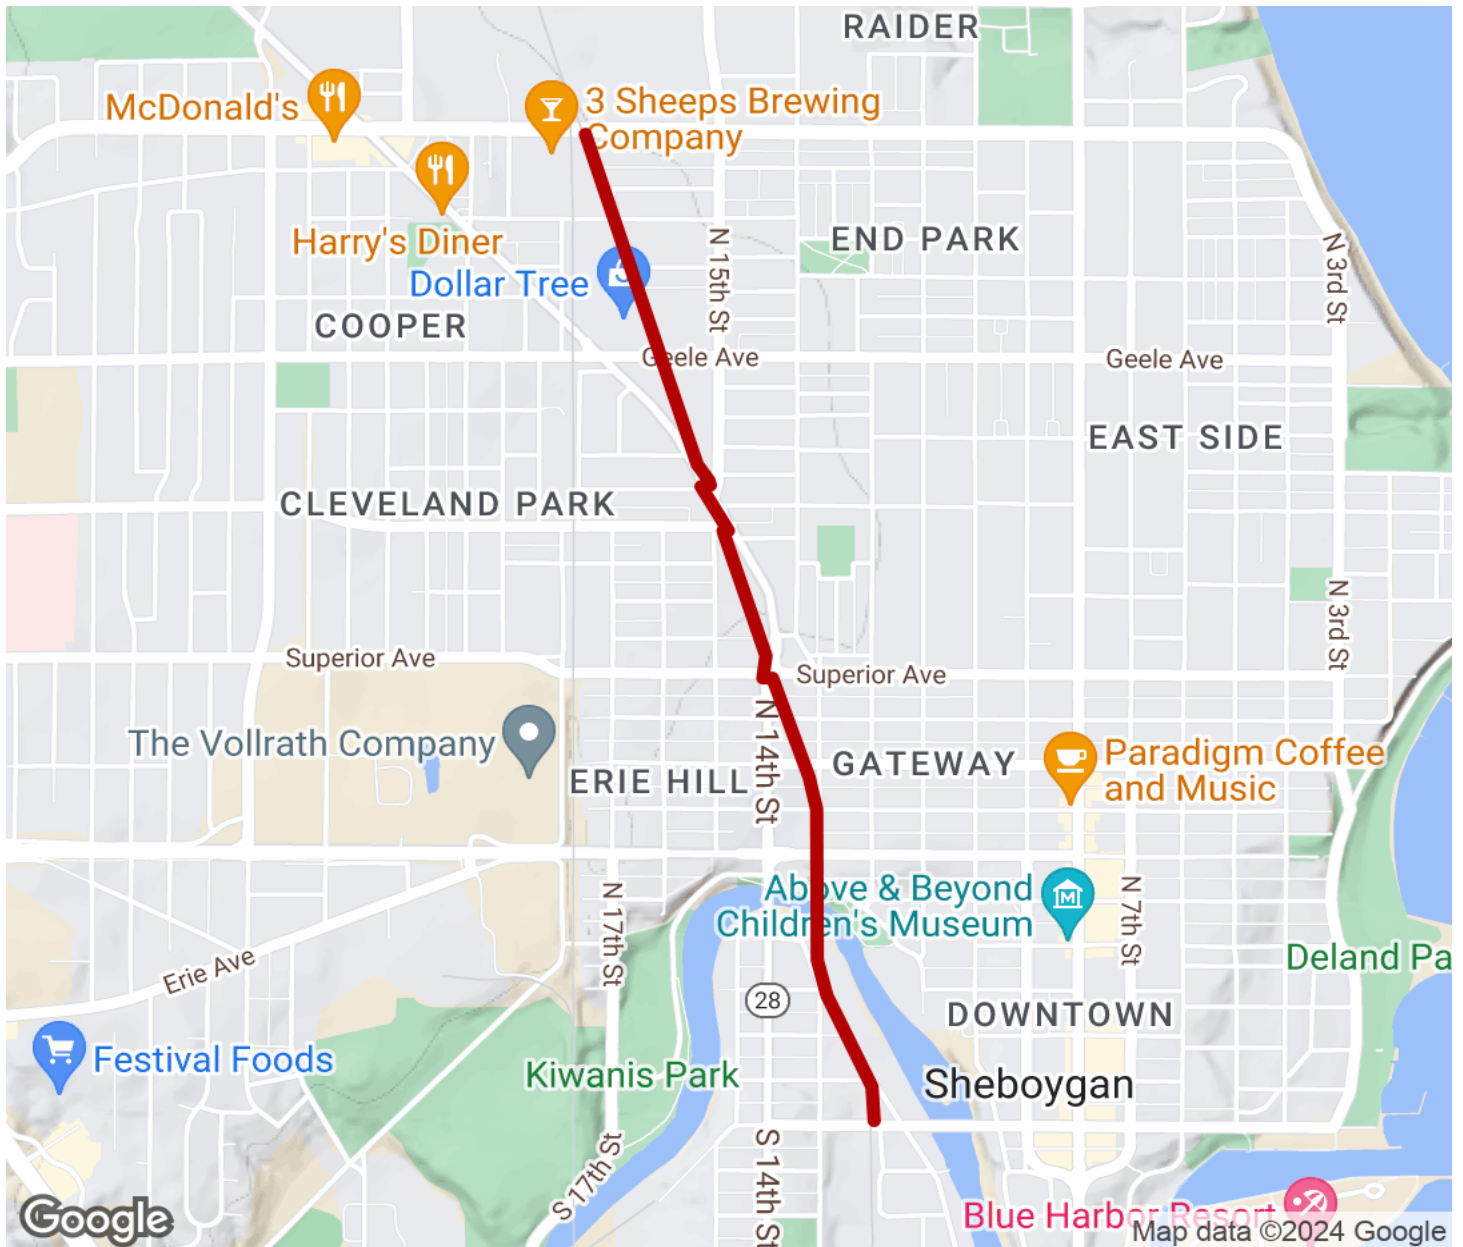 RAIDER
McDonald's
3 Sheeps Brewing
Company
Harry's Diner
N 15th St
END PARK
N 3rd St
Dollar Tree
COOPER
Geele Ave
Geele Ave
EAST SIDE
CLEVELAND PARK
N 3rd St
Superior Ave
Superior Ave
N 14th St
The Vollrath Company
ERIE HILL
GATEWAY
Paradigm Coffee
and Music
Above & Beyond
Children's Museum
N 17th St
N 7th St
Erie Ave
Deland Pa
28
DOWNTOWN
Festival Foods
Kiwanis Park
Sheboygan
S 17th St
S 14th St
Blue Harbor Resort
Google
Map data ©2024 Google